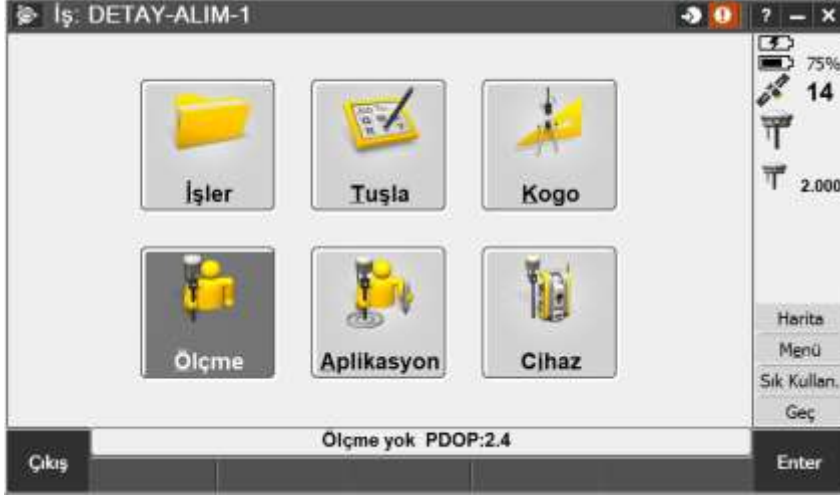 İş: DETAY-ALIM-1
? – ×
75%
14
2.000
İşler
Tuşla
Kogo
Ölçme
Aplikasyon
Cihaz
Harita
Menü
Sık Kullan.
Geç
Ölçme yok PDOP:2.4
Çıkış
Enter